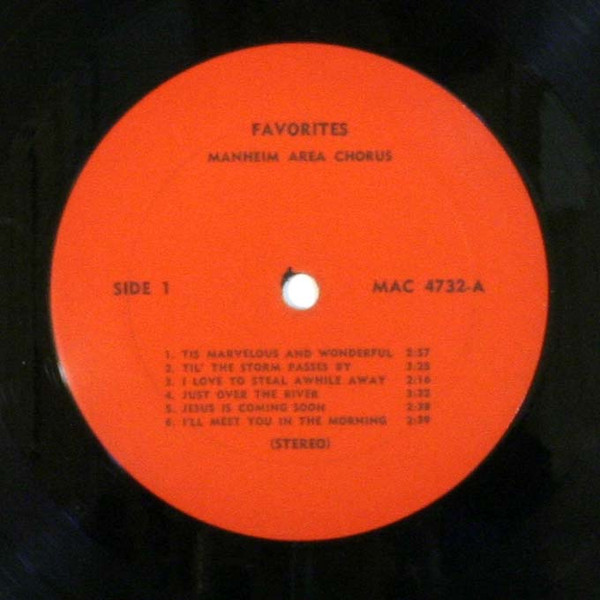 FAVORITES
MANHEIM AREA CHORUS
SIDE 1 MAC 4732-A
1. TIS MARVELOUS AND WONDERFUL 2:57
2. TIL' THE STORM PASSES BY 3:25
3. I LOVE TO STEAL AWHILE AWAY 2:16
4. JUST OVER THE RIVER 3:32
5. JESUS IS COMING SOON 2:38
6. I'LL MEET YOU IN THE MORNING 2:39
(STEREO)